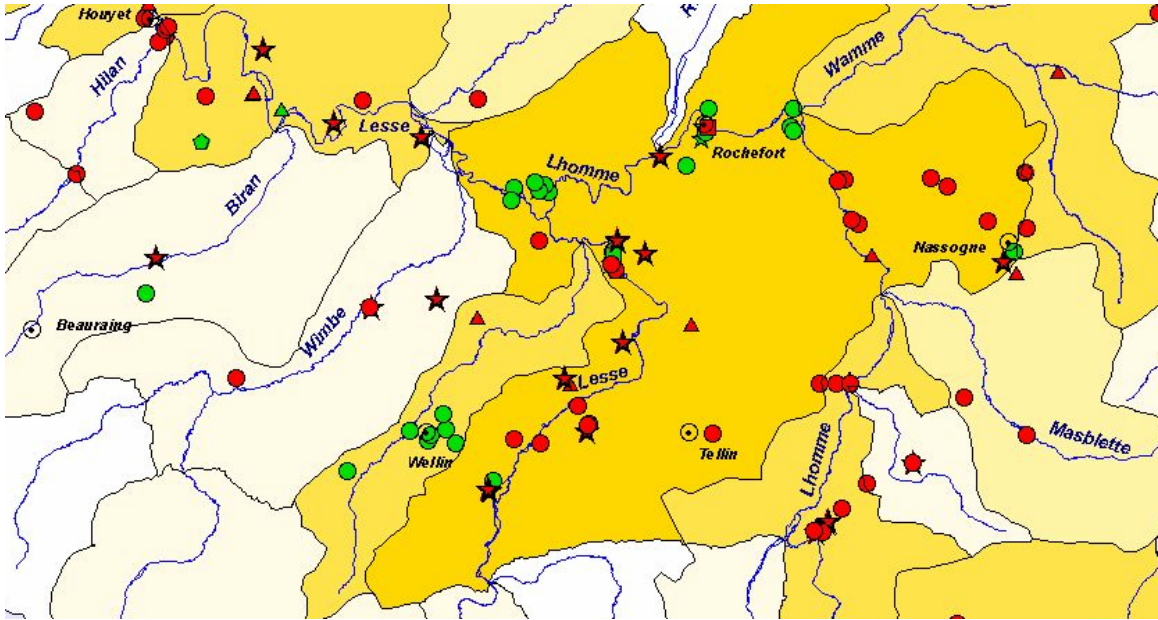 Houyet
Hilan
Wamme
Lesse
Rochefort
Lhomme
Biran
Nassogne
Beauraing
Wimbe
Lesse
Masblette
Tellin
Wellin
Lhomme